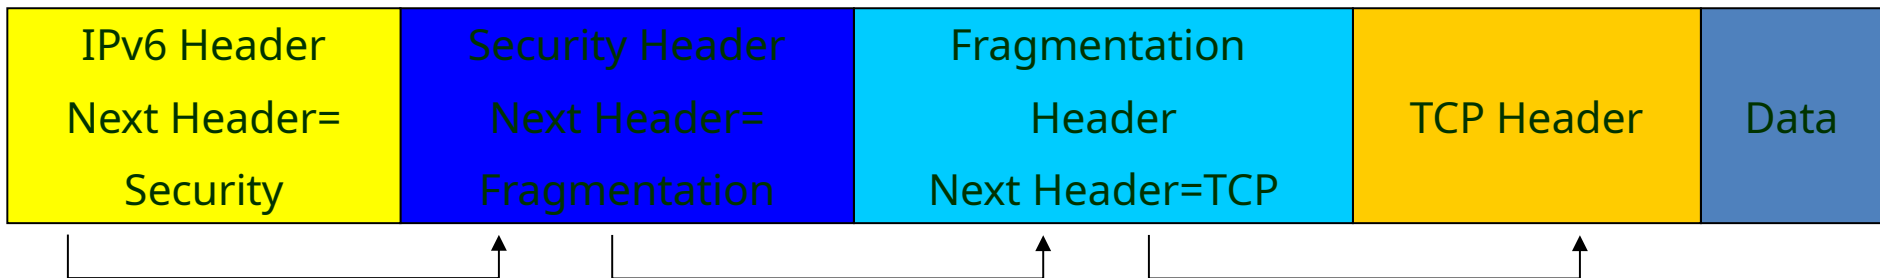 IPv6 Header
Next Header=
Security
Security Header
Next Header=
Fragmentation
Fragmentation
Header
Next Header=TCP
TCP Header
Data